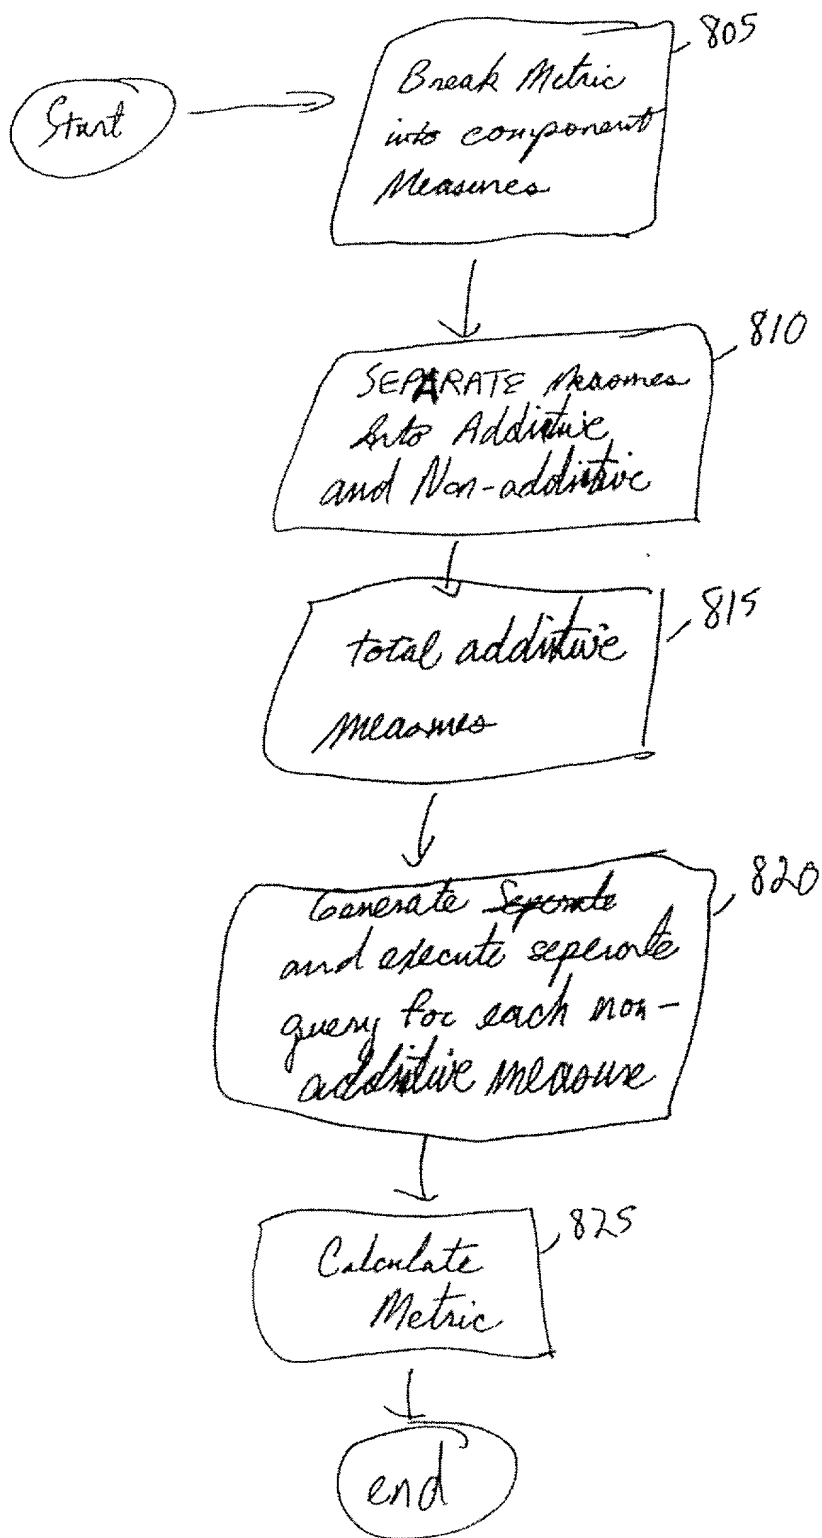 Start
805
Break Metric
into component
Measures
810
SEPARATE Measures
Into Additive
and Non-additive
815
total additive
Measures
820
Generate Seperate
and execute seperate
query for each non-
additive measure
825
Calculate
Metric
end